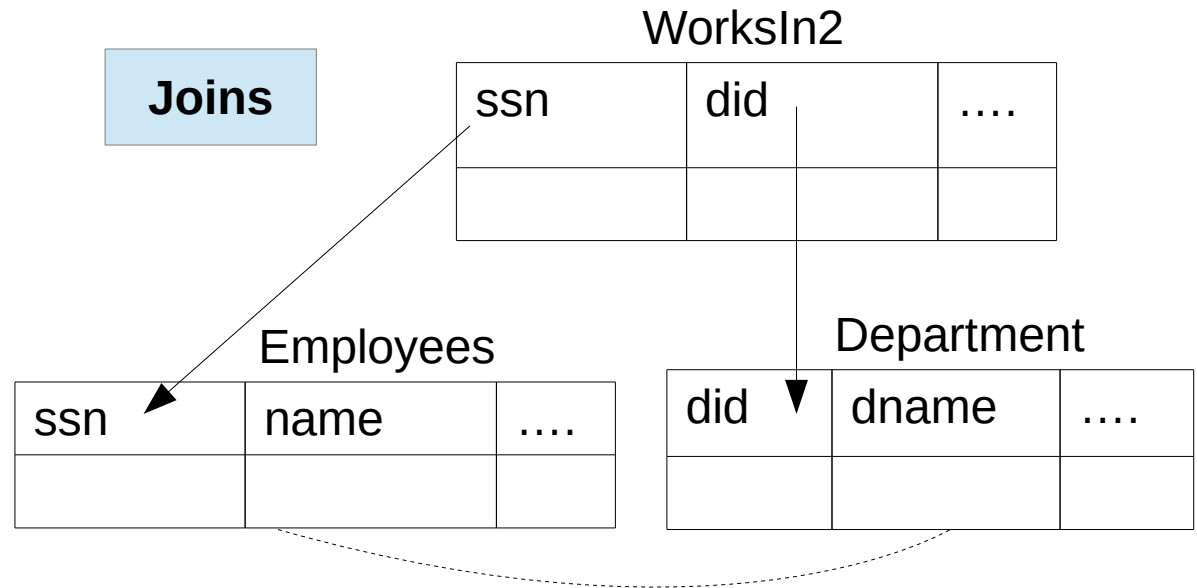 WorksIn2
Joins
ssn did ....
Employees
Department
ssn name ....
did dname ....